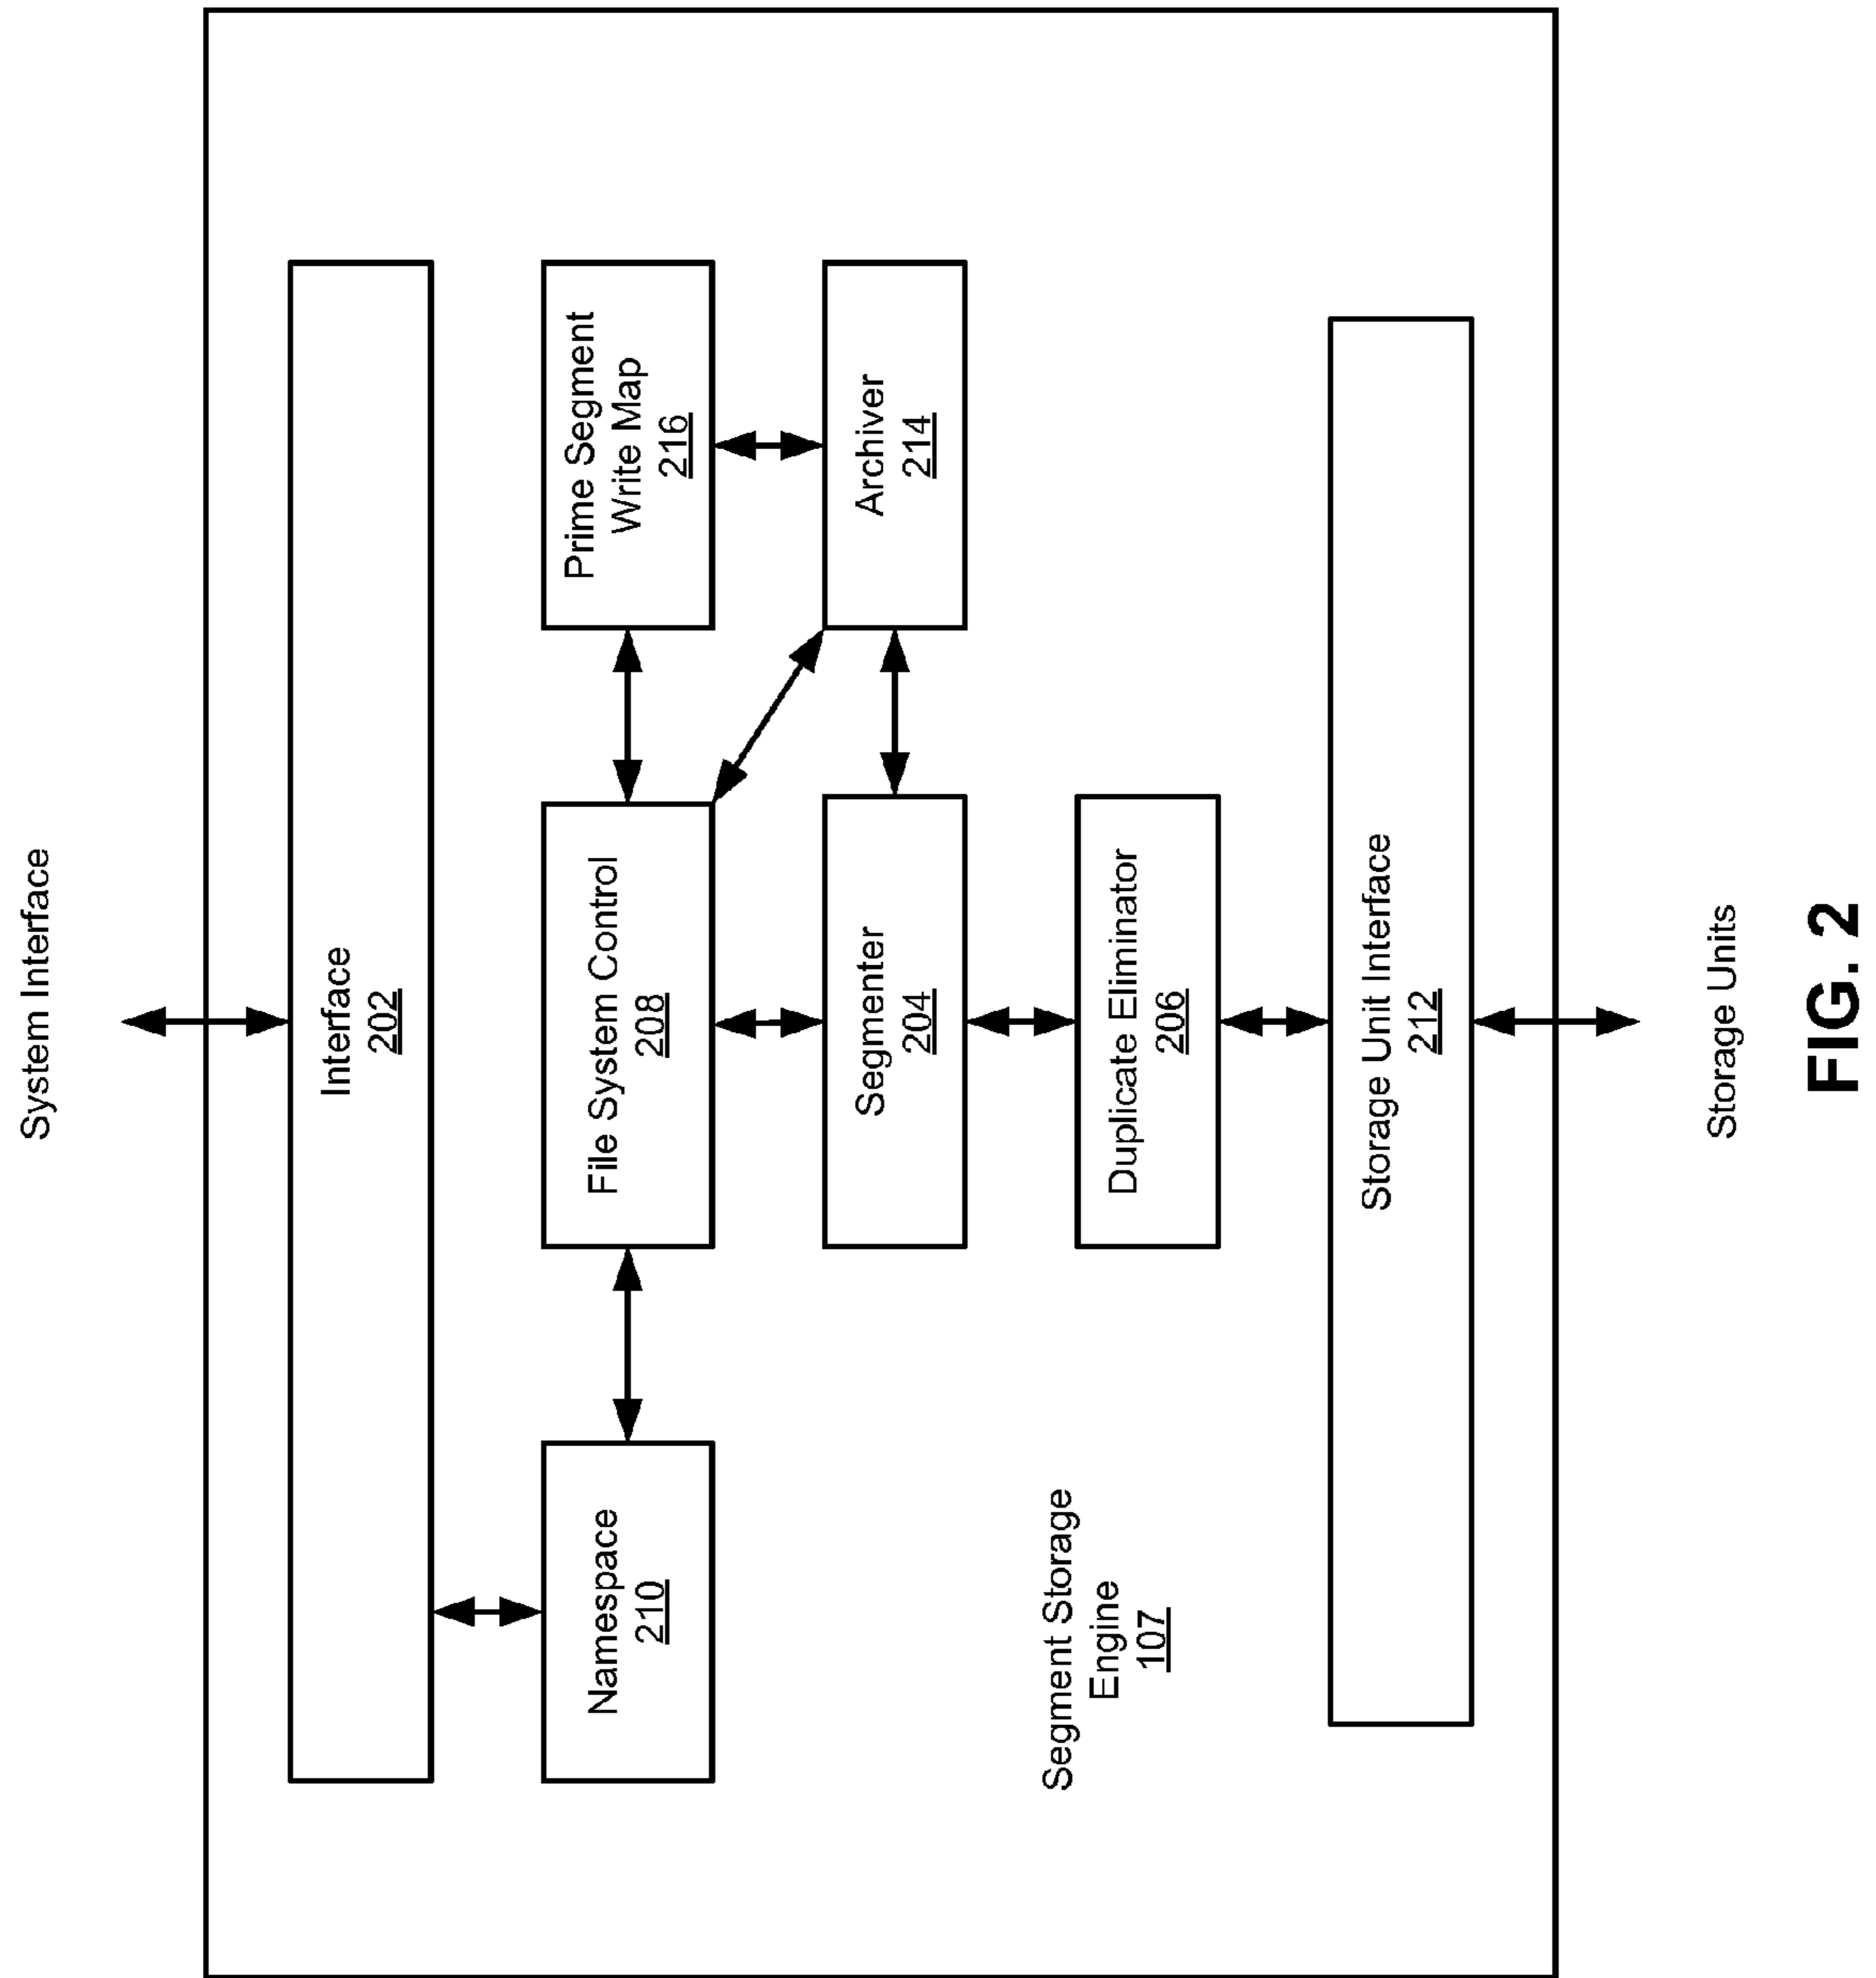 System Interface
Interface
202
Namespace
210
File System Control
208
Prime Segment
Write Map
216
Segmenter
204
Archiver
214
Segment Storage
Engine
107
Duplicate Eliminator
206
Storage Unit Interface
212
Storage Units
FIG. 2